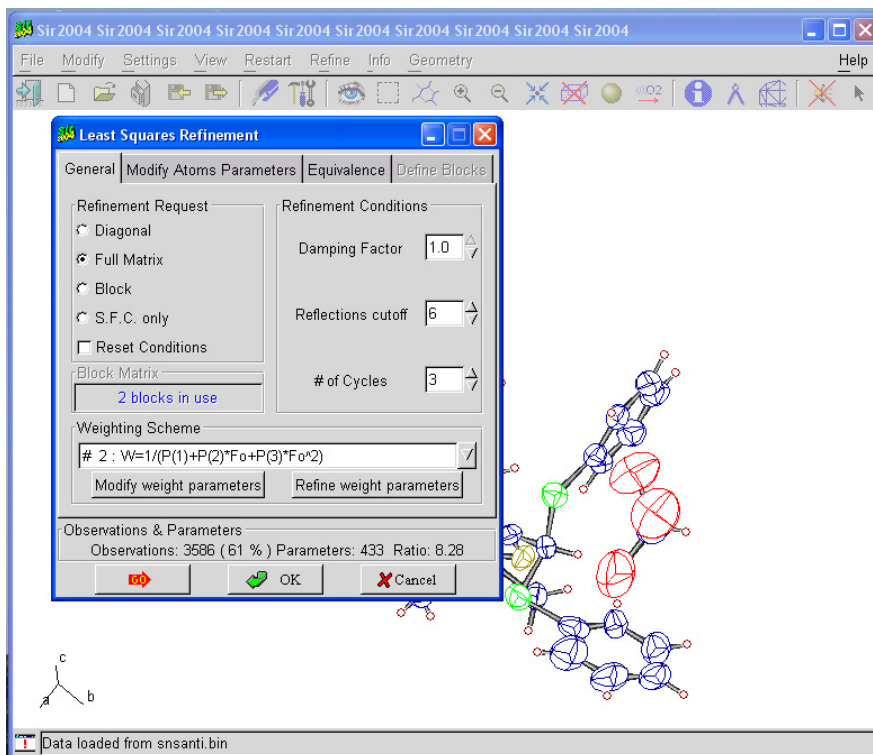 Sir2004 Sir2004 Sir2004 Sir2004 Sir2004 Sir2004 Sir2004 Sir2004
File Modify Settings View Restart Refine Info Geometry Help
Least Squares Refinement
General Modify Atoms Parameters Equivalence Define Blocks
Refinement Request
Diagonal
Full Matrix
Block
S.F.C. only
Reset Conditions
Block Matrix
2 blocks in use
Refinement Conditions
Damping Factor 1.0
Reflections cutoff 6
# of Cycles 3
Weighting Scheme
# 2 : W=1/(P(1)+P(2)*Fo+P(3)*Fo^2)
Modify weight parameters Refine weight parameters
Observations & Parameters
Observations: 3586 ( 61 % ) Parameters: 433 Ratio: 8.28
GO OK Cancel
c
a b
Data loaded from snsanti.bin